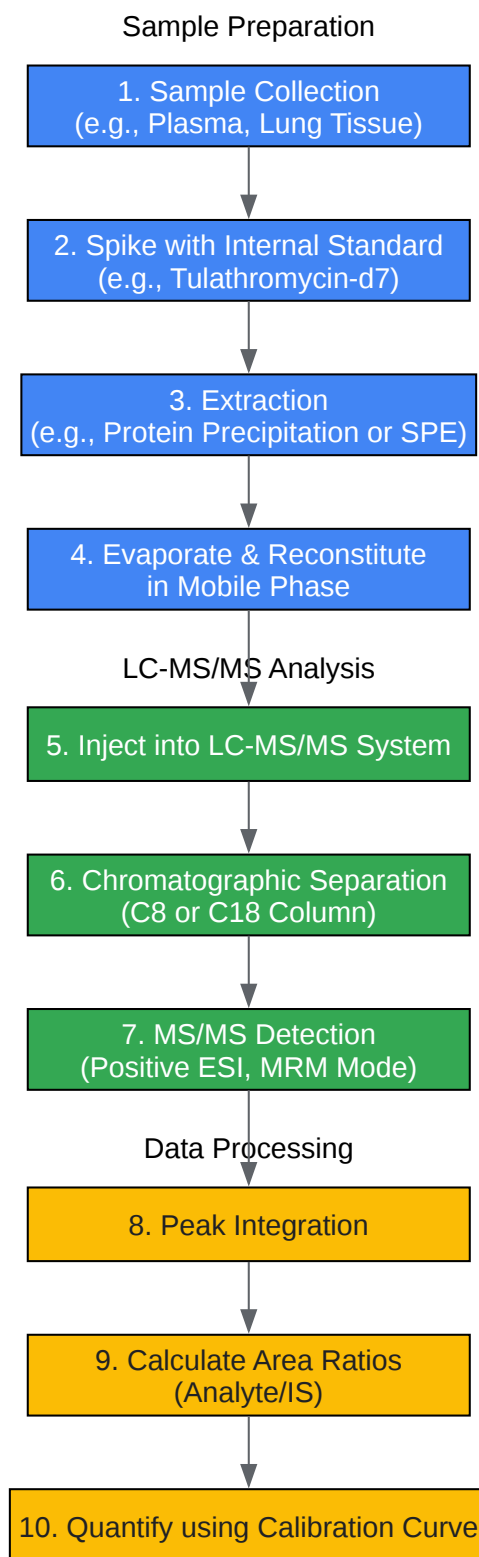 Sample Preparation
1. Sample Collection
(e.g., Plasma, Lung Tissue)
2. Spike with Internal Standard
(e.g., Tulathromycin-d7)
3. Extraction
(e.g., Protein Precipitation or SPE)
4. Evaporate & Reconstitute
in Mobile Phase
LC-MS/MS Analysis
5. Inject into LC-MS/MS System
6. Chromatographic Separation
(C8 or C18 Column)
7. MS/MS Detection
(Positive ESI, MRM Mode)
Data Processing
8. Peak Integration
9. Calculate Area Ratios
(Analyte/IS)
10. Quantify using Calibration Curve